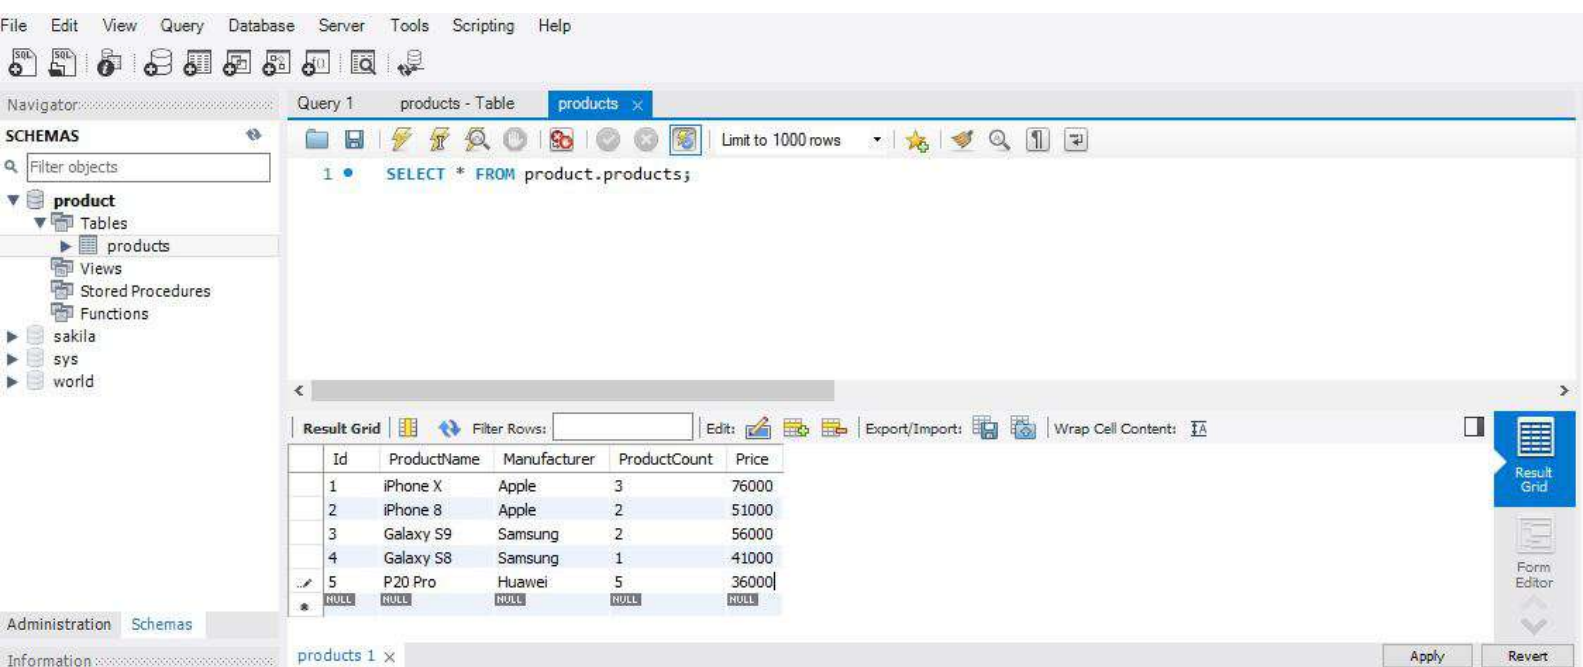 File Edit View Query Database Server Tools Scripting Help
SQL SQL
Navigator
SCHEMAS
Filter objects
product
Tables
products
Views
Stored Procedures
Functions
sakila
sys
world
Administration Schemas
Information
Query 1 products - Table products
Limit to 1000 rows
1 SELECT * FROM product.products;
Result Grid Filter Rows: Edit: Export/Import: Wrap Cell Content:
Id ProductName Manufacturer ProductCount Price
1 iPhone X Apple 3 76000
2 iPhone 8 Apple 2 51000
3 Galaxy S9 Samsung 2 56000
4 Galaxy S8 Samsung 1 41000
5 P20 Pro Huawei 5 36000
NULL NULL NULL NULL NULL
Result
Grid
Form
Editor
products 1
Apply Revert